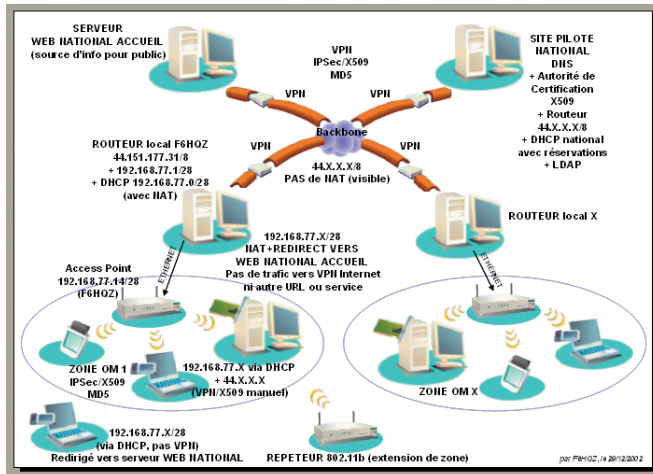 SERVEUR
WEB NATIONAL ACCUEIL
(source d'info pour public)
VPN
IPSec/X509
MD5
SITE PILOTE
NATIONAL
DNS
+ Autorité de
Certification
X509
+ Routeur
44.X.X.X/8
+ DHCP national
avec réservations
+ LDAP
VPN
VPN
Backbone
VPN
VPN
ROUTEUR local F6HQZ
44.151.177.31/8
+ 192.168.77.1/28
+ DHCP 192.168.77.0/28
(avec NAT)
44.X.X.X/8
PAS de NAT (visible)
ROUTEUR local X
192.168.77.X/28
NAT+REDIRECT VERS
WEB NATIONAL ACCUEIL
Pas de trafic vers VPN Internet
ni autre URL ou service
ETHERNET
ETHERNET
Access Point
192.168.77.14/28
(F6HQZ)
ZONE OM 1
IPSec/X509
MD5
192.168.77.X via DHCP
+ 44.X.X.X
(VPN/X509 manuel)
ZONE OM X
192.168.77.X/28
(via DHCP, pas VPN)
Redirigé vers serveur WEB NATIONAL
REPETEUR 802.11b (extension de zone)
par F6HQZ, le 29/12/2002